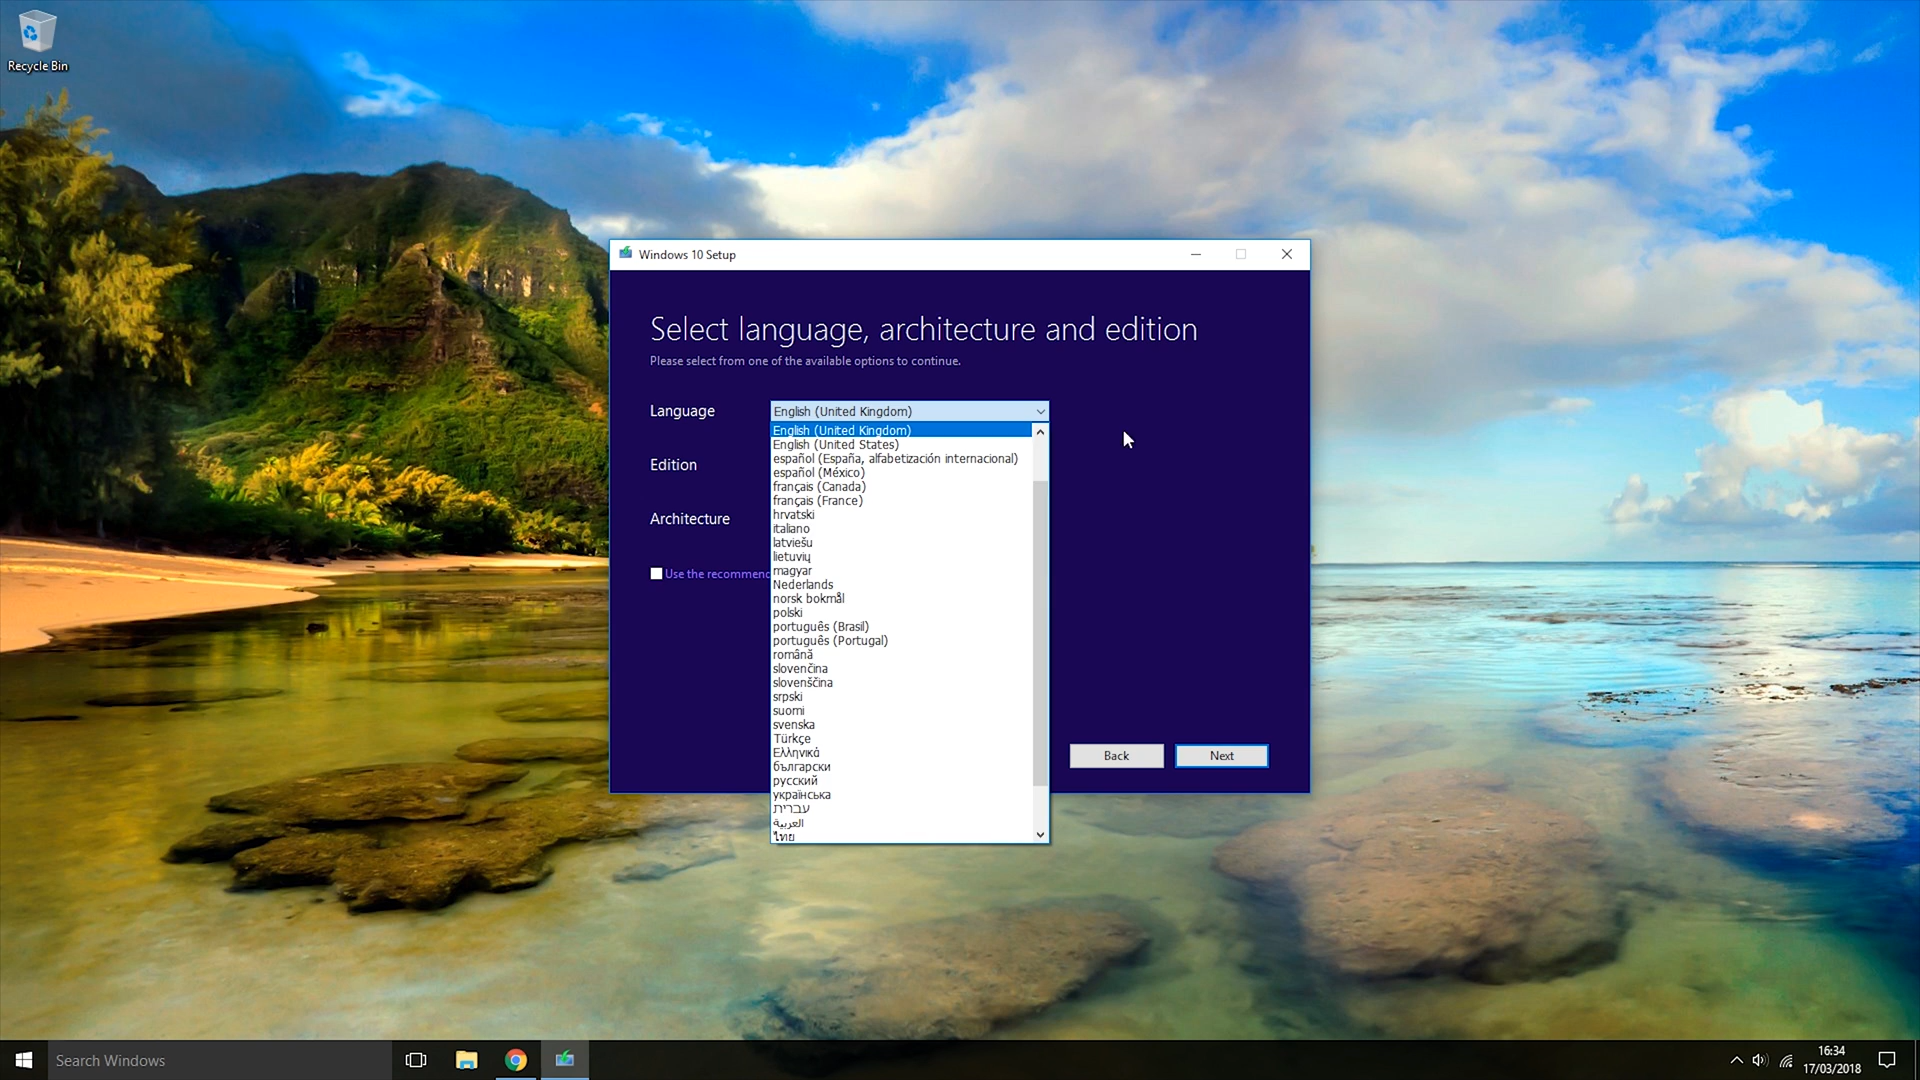 Recycle Bin
Windows 10 Setup
Select language, architecture and edition
Please select from one of the available options to continue.
Language
English (United Kingdom)
English (United Kingdom)
English (United States)
español (España, alfabetización internacional)
español (México)
français (Canada)
français (France)
hrvatski
italiano
latviešu
lietuvių
magyar
Nederlands
norsk bokmål
polski
português (Brasil)
português (Portugal)
română
slovenčina
slovenščina
srpski
suomi
svenska
Türkçe
Ελληνικά
български
русский
українська
עברית
العربية
ไทย
Edition
Architecture
Use the recommend
Back
Next
Search Windows
16:34
17/03/2018